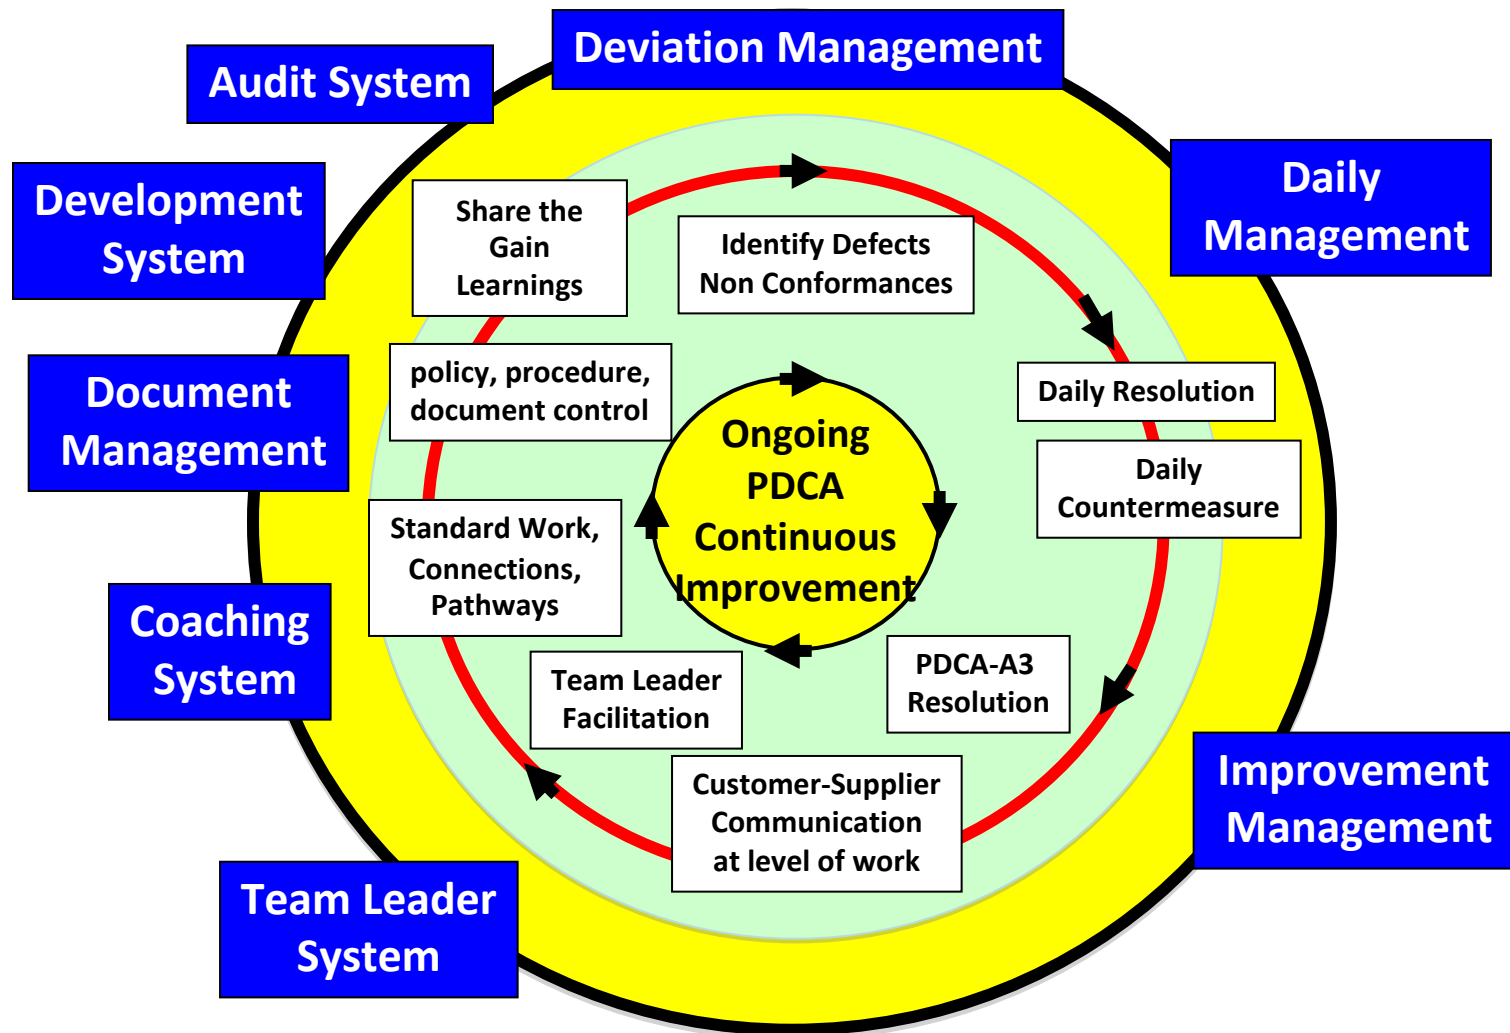 Deviation Management
Audit System
Daily
Management
Development
System
Document
Management
Coaching
System
Team Leader
System
Improvement
Management
Share the
Gain
Learnings
Identify Defects
Non Conformances
policy, procedure,
document control
Daily Resolution
Daily
Countermeasure
Standard Work,
Connections,
Pathways
Ongoing
PDCA
Continuous
Improvement
Team Leader
Facilitation
PDCA-A3
Resolution
Customer-Supplier
Communication
at level of work